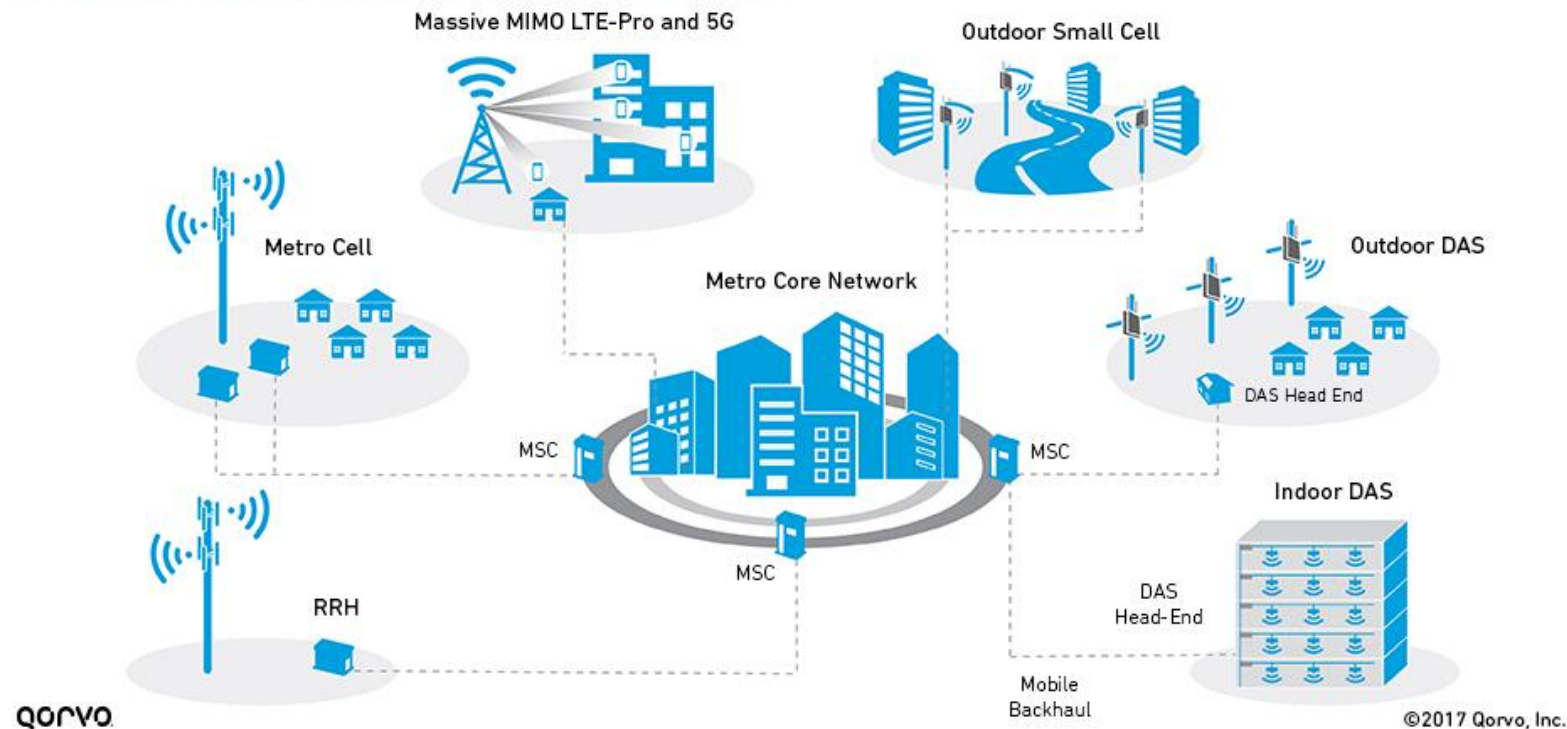 Massive MIMO LTE-Pro and 5G
Outdoor Small Cell
Metro Cell
Outdoor DAS
Metro Core Network
DAS Head End
MSC
MSC
Indoor DAS
MSC
RRH
DAS
Head-End
Mobile
Backhaul
QORVO
©2017 Qorvo, Inc.